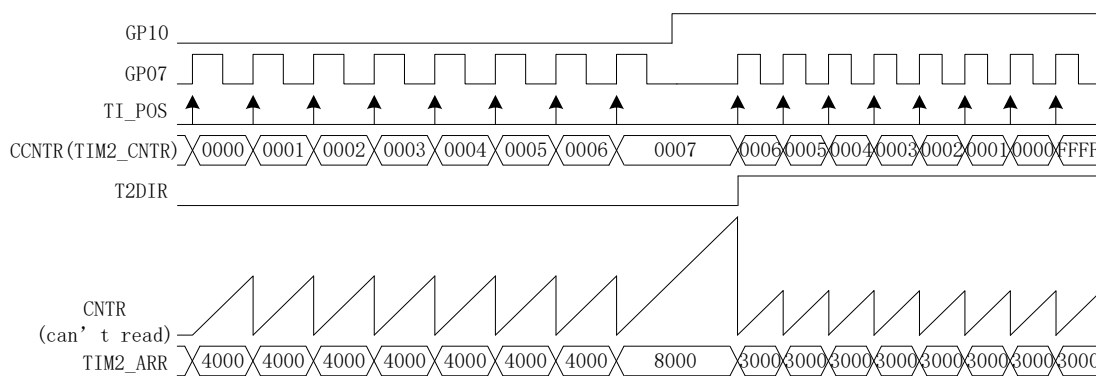 GP10
GP07
TI_POS
CCNTR(TIM2_CNTR) 0000 0001 0002 0003 0004 0005 0006 0007 0006 0005 0004 0003 0002 0001 0000 FFFF
T2DIR
CNTR
(can't read)
TIM2_ARR 4000 4000 4000 4000 4000 4000 4000 8000 3000 3000 3000 3000 3000 3000 3000 3000